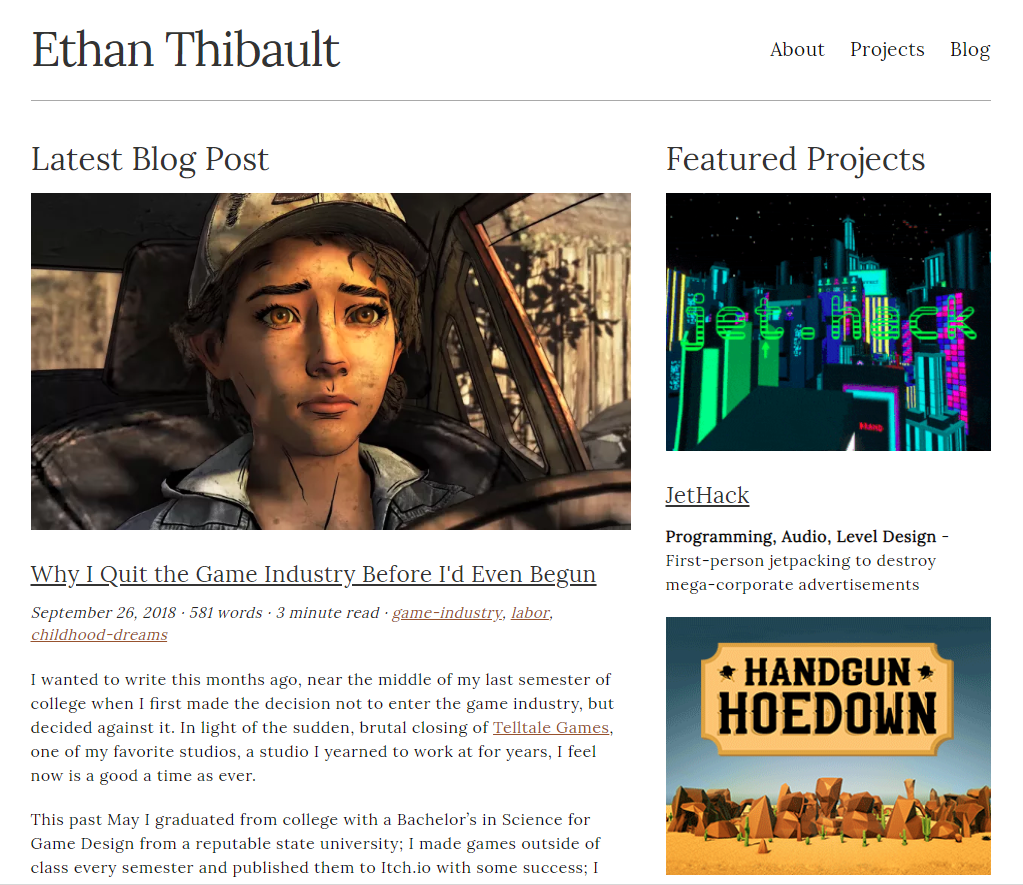 Ethan Thibault
About Projects Blog
Latest Blog Post
Why I Quit the Game Industry Before I'd Even Begun
September 26, 2018 · 581 words · 3 minute read · game-industry, labor,
childhood-dreams
I wanted to write this months ago, near the middle of my last semester of
college when I first made the decision not to enter the game industry, but
decided against it. In light of the sudden, brutal closing of Telltale Games,
one of my favorite studios, a studio I yearned to work at for years, I feel
now is a good a time as ever.
This past May I graduated from college with a Bachelor’s in Science for
Game Design from a reputable state university; I made games outside of
class every semester and published them to Itch.io with some success; I
Featured Projects
jet.hack
BRAND
JetHack
Programming, Audio, Level Design -
First-person jetpacking to destroy
mega-corporate advertisements
HANDGUN
HOEDOWN